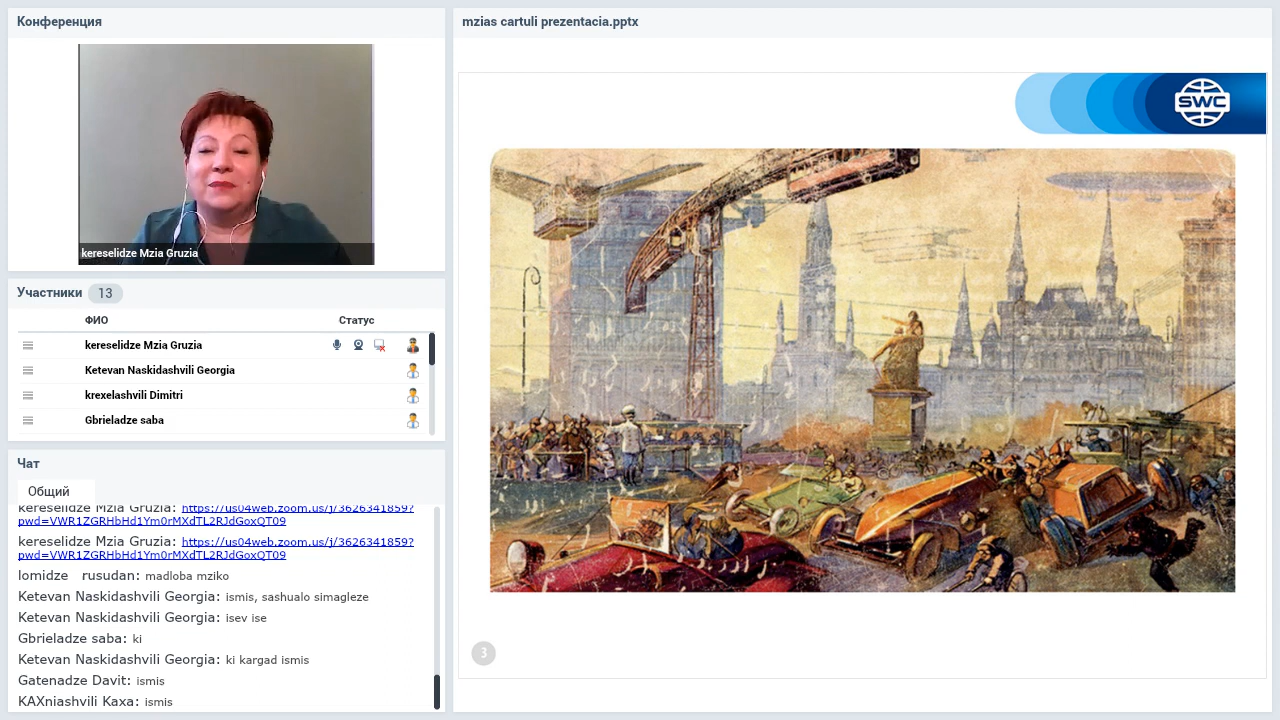 Конференция
kereselidze Mzia Gruzia
Участники 13
ФИО Статус
kereselidze Mzia Gruzia
Ketevan Naskidashvili Georgia
krexelashvili Dimitri
Gbrieladze saba
Чат
Общий
kereselidze Mzia Gruzia: https://us04web.zoom.us/j/3626341859?
pwd=VWR1ZGRHbHd1Ym0rMXdTL2RJdGoxQT09
kereselidze Mzia Gruzia: https://us04web.zoom.us/j/3626341859?
pwd=VWR1ZGRHbHd1Ym0rMXdTL2RJdGoxQT09
lomidze rusudan: madloba mziko
Ketevan Naskidashvili Georgia: ismis, sashualo simagleze
Ketevan Naskidashvili Georgia: isev ise
Gbrieladze saba: ki
Ketevan Naskidashvili Georgia: ki kargad ismis
Gatenadze Davit: ismis
KAXniashvili Kaxa: ismis
mzias cartuli prezentacia.pptx
SWC
3